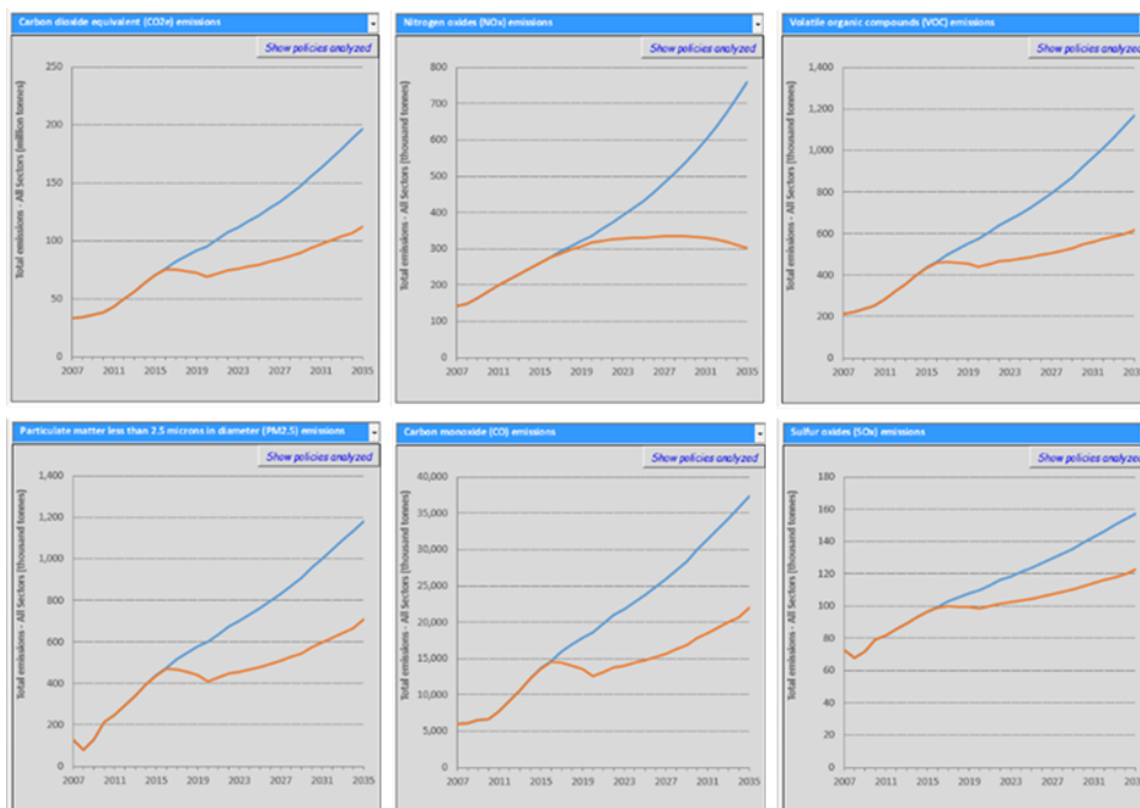 Carbon dioxide equivalent (CO2e) emissions
Show policies analyzed
Total emissions - All Sectors (million tonnes)
250
200
150
100
50
0
2007 2011 2015 2019 2023 2027 2031 2035
Nitrogen oxides (NOx) emissions
Show policies analyzed
Total emissions - All Sectors (thousand tonnes)
800
700
600
500
400
300
200
100
0
2007 2011 2015 2019 2023 2027 2031 2035
Volatile organic compounds (VOC) emissions
Show policies analyzed
Total emissions - All Sectors (thousand tonnes)
1,400
1,200
1,000
800
600
400
200
0
2007 2011 2015 2019 2023 2027 2031 2035
Particulate matter less than 2.5 microns in diameter (PM2.5) emissions
Show policies analyzed
Total emissions - All Sectors (thousand tonnes)
1,400
1,200
1,000
800
600
400
200
0
2007 2011 2015 2019 2023 2027 2031 2035
Carbon monoxide (CO) emissions
Show policies analyzed
Total emissions - All Sectors (thousand tonnes)
40,000
35,000
30,000
25,000
20,000
15,000
10,000
5,000
0
2007 2011 2015 2019 2023 2027 2031 2035
Sulfur oxides (SOx) emissions
Show policies analyzed
Total emissions - All Sectors (thousand tonnes)
180
160
140
120
100
80
60
40
20
0
2007 2011 2015 2019 2023 2027 2031 2035